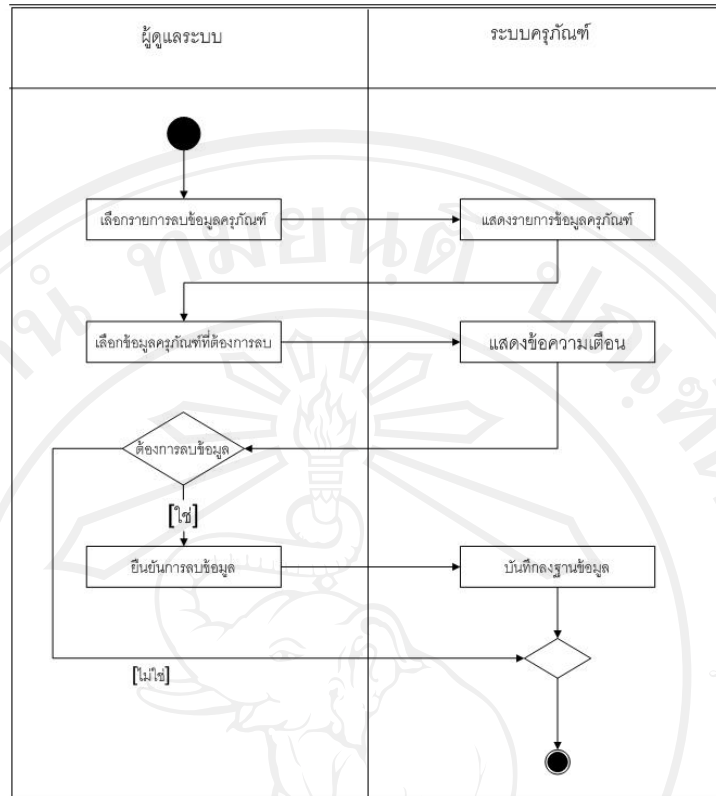 ผู้ดูแลระบบ
ระบบครุภัณฑ์
เลือกรายการลบข้อมูลครุภัณฑ์
แสดงรายการข้อมูลครุภัณฑ์
เลือกข้อมูลครุภัณฑ์ที่ต้องการลบ
แสดงข้อความเตือน
ต้องการลบข้อมูล
[ใช่]
ยืนยันการลบข้อมูล
บันทึกลงฐานข้อมูล
[ไม่ใช่]